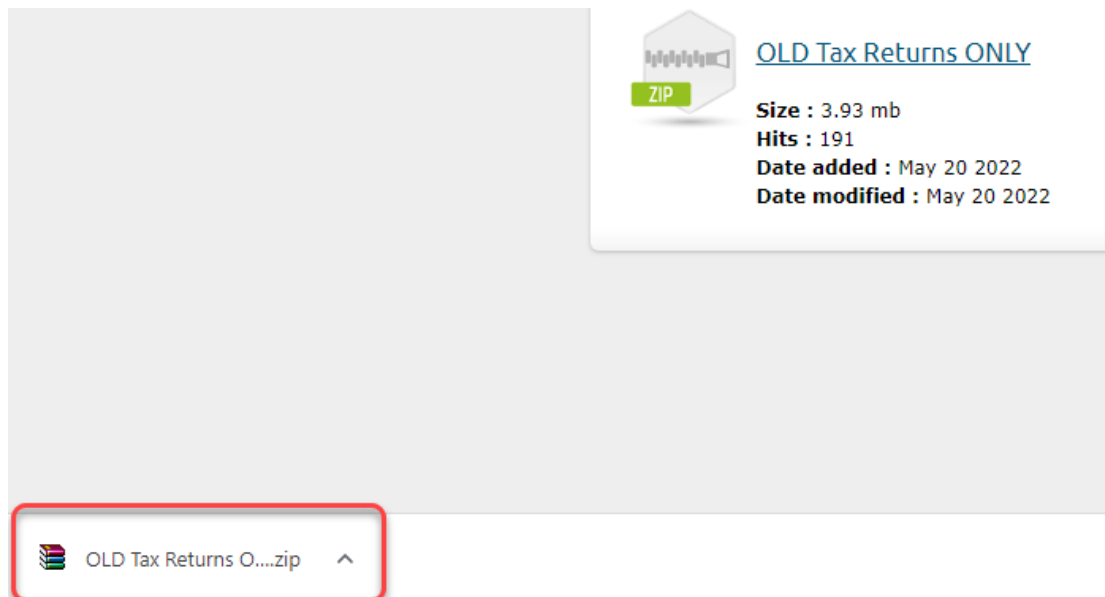 OLD Tax Returns ONLY
ZIP
Size : 3.93 mb
Hits : 191
Date added : May 20 2022
Date modified : May 20 2022
OLD Tax Returns O....zip